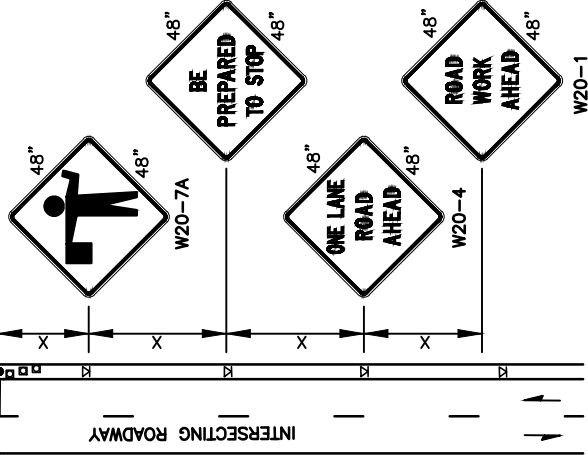 48"
48"
W20-7A
48"
48"
BE
PREPARED
TO STOP
48"
48"
ONE LANE
ROAD
AHEAD
W20-4
48"
48"
ROAD
WORK
AHEAD
W20-1
X
X
X
X
INTERSECTING ROADWAY